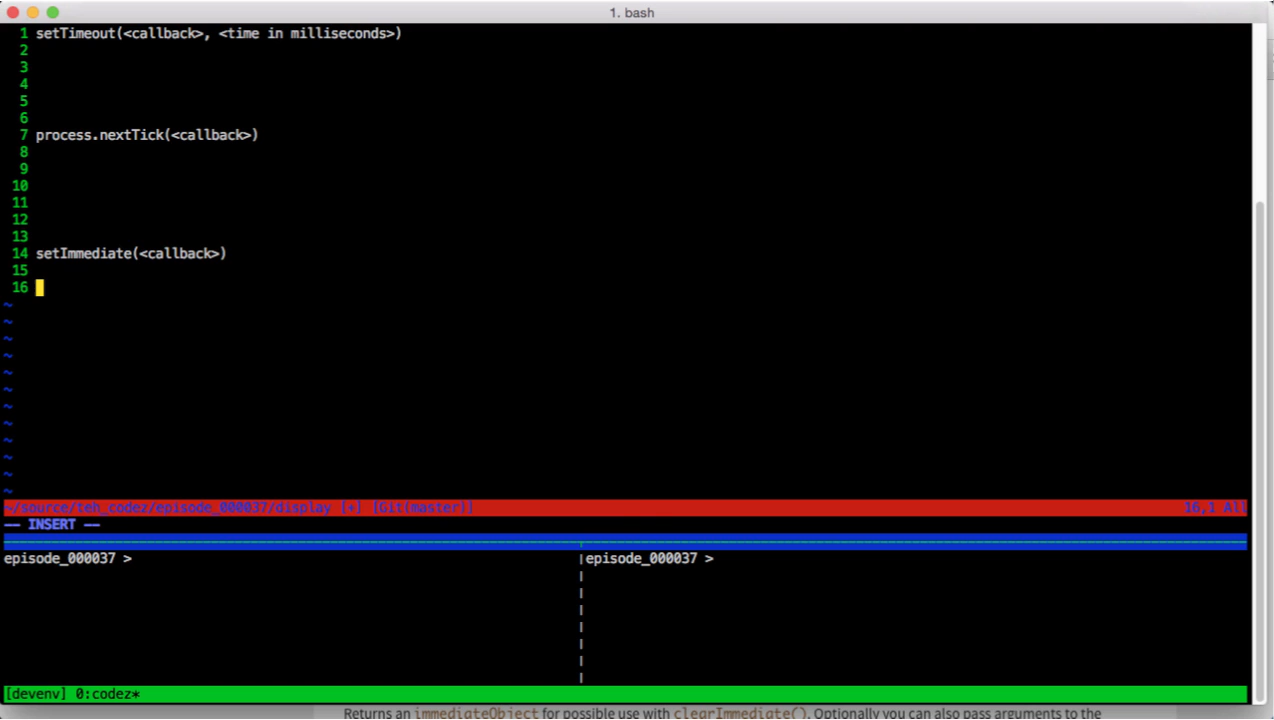 1. bash
1 setTimeout(<callback>, <time in milliseconds>)
2
3
4
5
6
7 process.nextTick(<callback>)
8
9
10
11
12
13
14 setImmediate(<callback>)
15
16
~
~
~
~
~
~
~
~
~
~
~
~
~/source/teh_codez/episode_000037/display [+] [Git(master)] 16,1 All
-- INSERT --
episode_000037 > episode_000037 >
[devenv] 0:codez*
Returns an immediateObject for possible use with clearImmediate(). Optionally you can also pass arguments to the